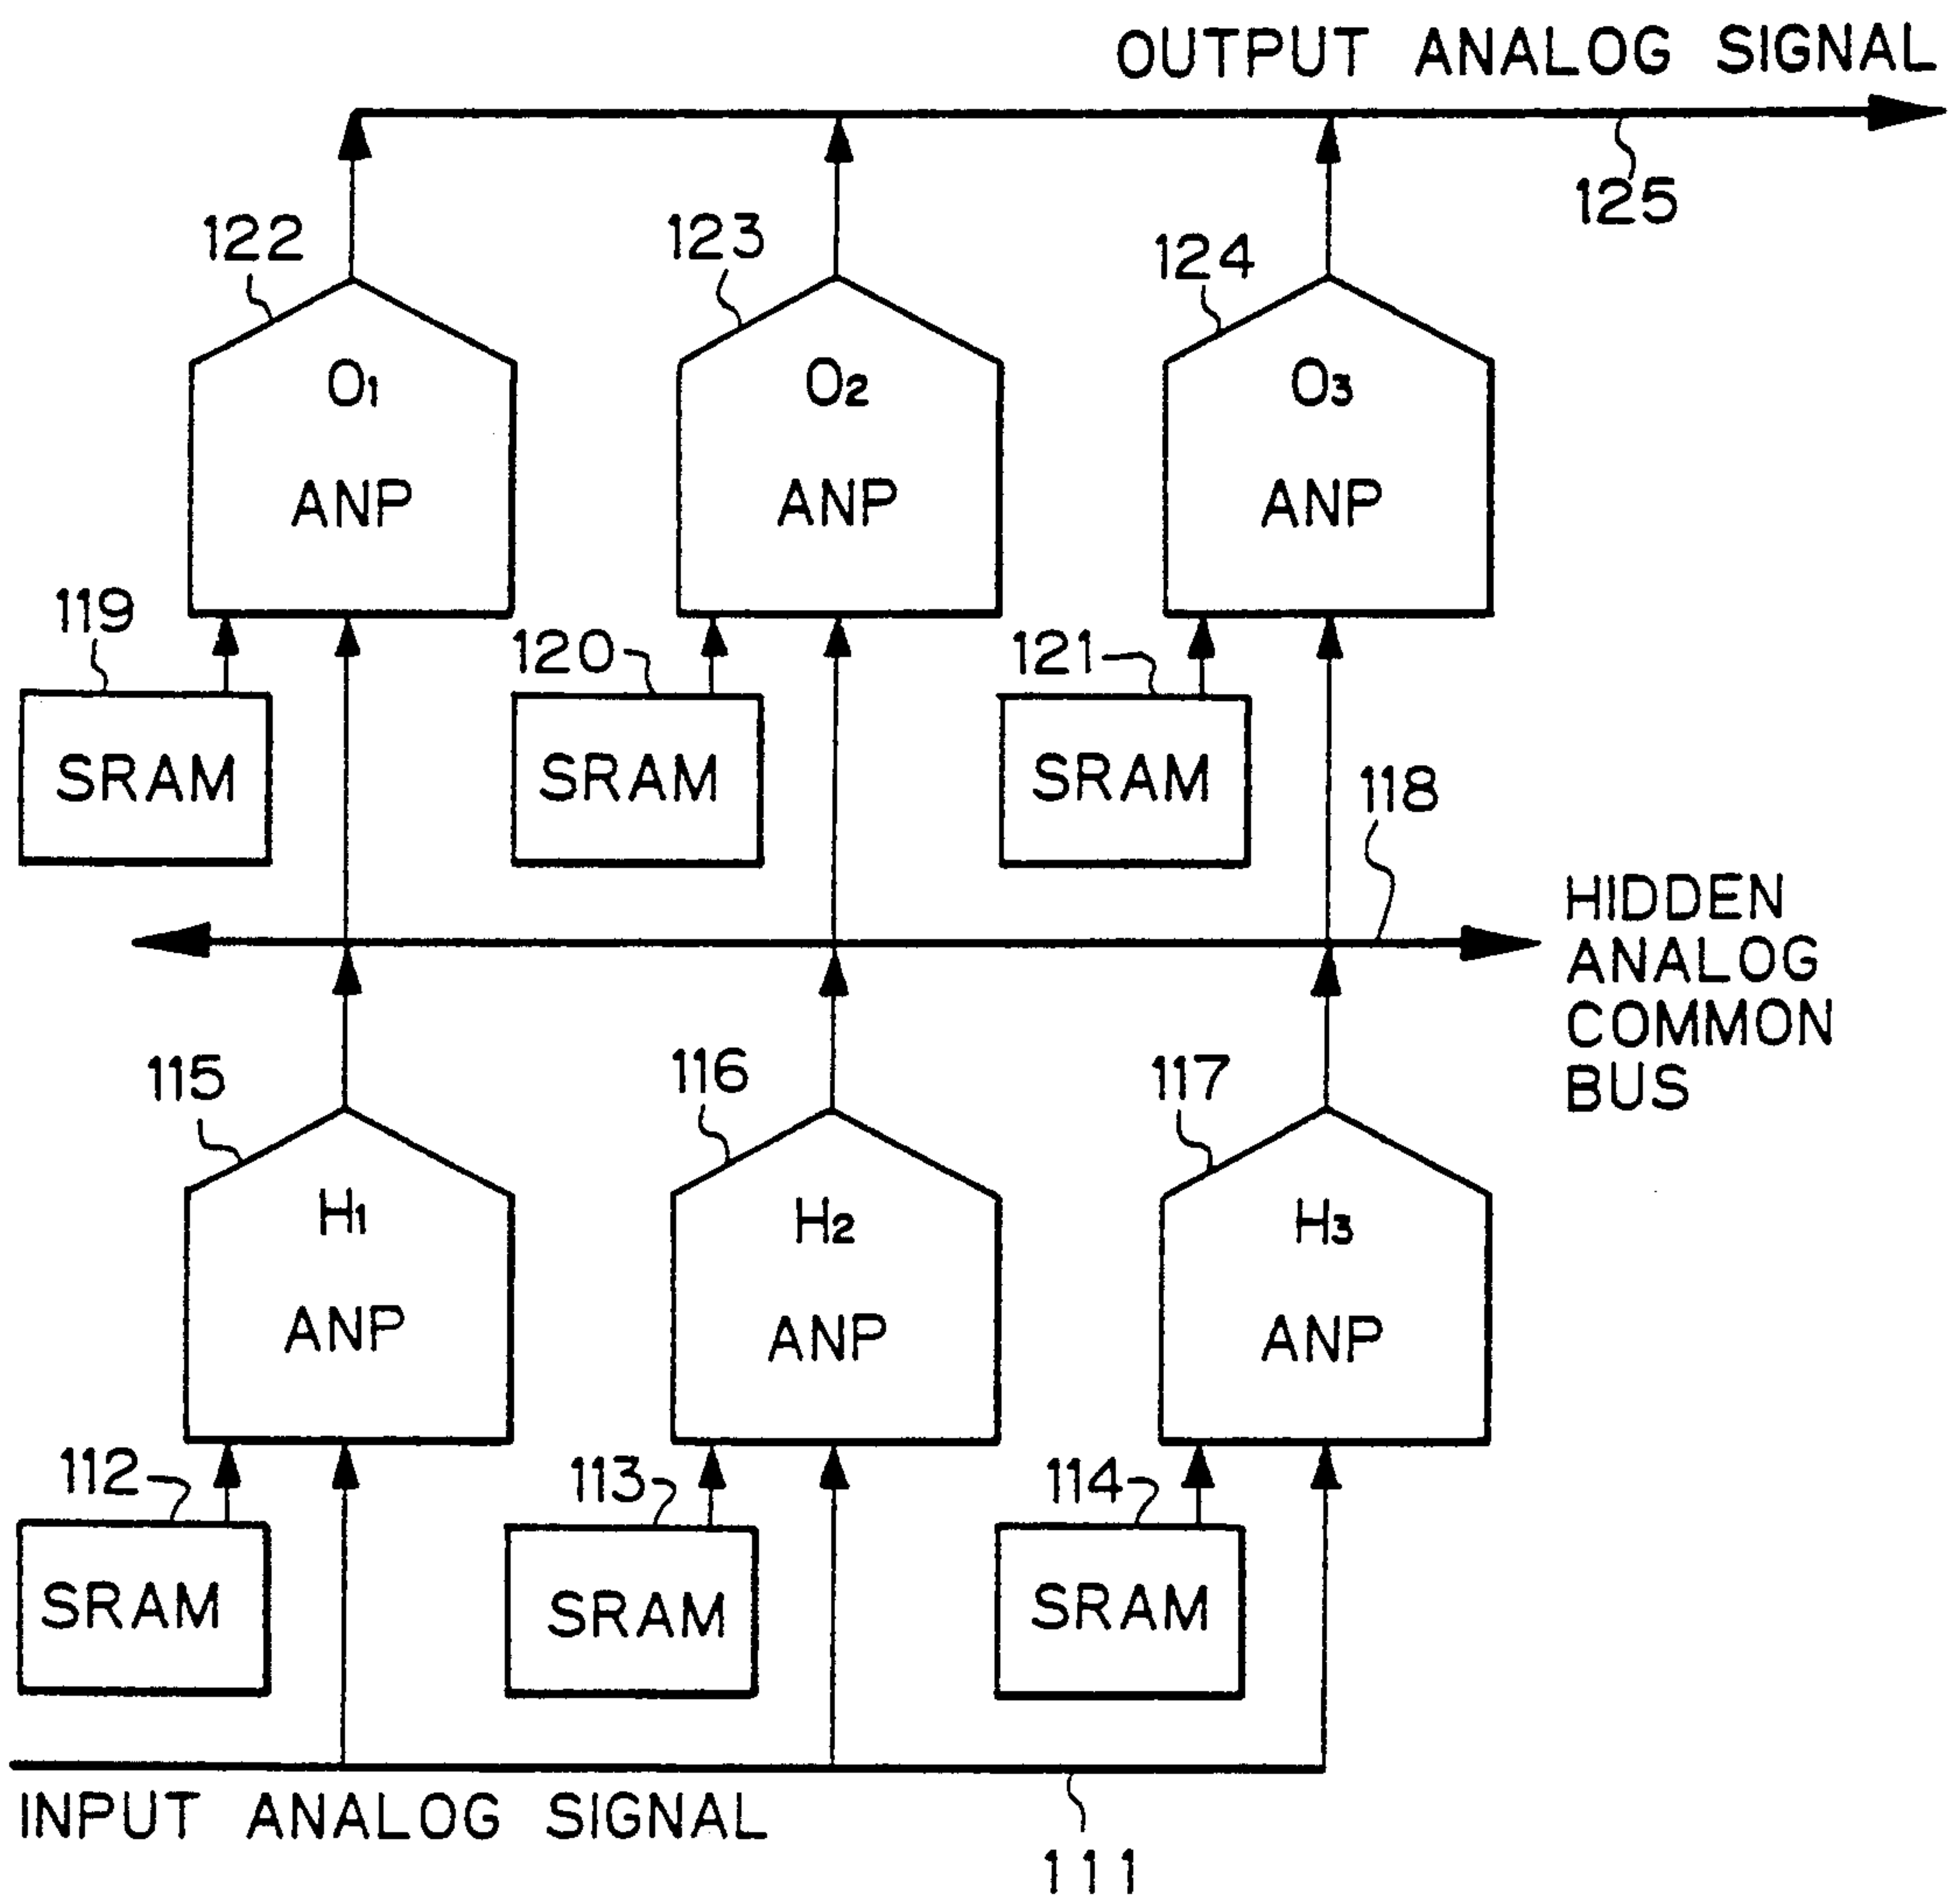 OUTPUT ANALOG SIGNAL
125
122
123
124
O1
O2
O3
ANP
ANP
ANP
119
120
121
SRAM
SRAM
SRAM
118
HIDDEN
ANALOG
COMMON
BUS
115
116
117
H1
H2
H3
ANP
ANP
ANP
112
113
114
SRAM
SRAM
SRAM
INPUT ANALOG SIGNAL
111